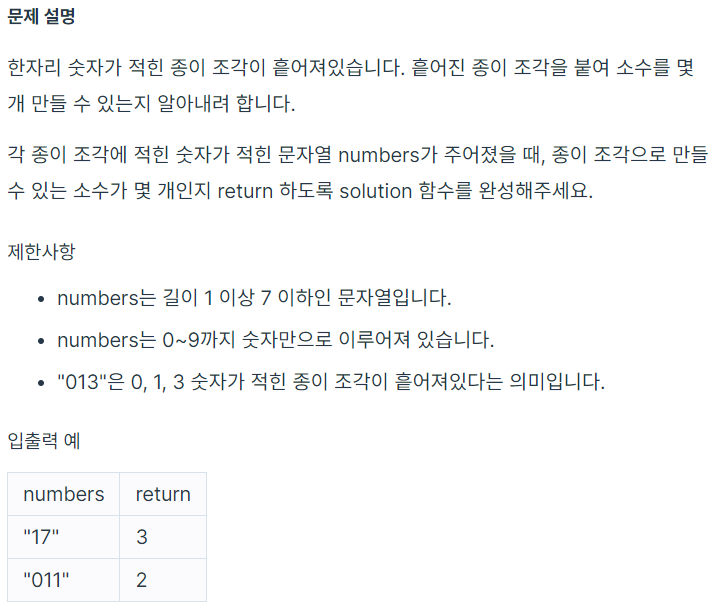 문제 설명
한자리 숫자가 적힌 종이 조각이 흩어져있습니다. 흩어진 종이 조각을 붙여 소수를 몇
개 만들 수 있는지 알아내려 합니다.
각 종이 조각에 적힌 숫자가 적힌 문자열 numbers가 주어졌을 때, 종이 조각으로 만들
수 있는 소수가 몇 개인지 return 하도록 solution 함수를 완성해주세요.
제한사항
• numbers는 길이 1 이상 7 이하인 문자열입니다.
• numbers는 0~9까지 숫자만으로 이루어져 있습니다.
• "013"은 0, 1, 3 숫자가 적힌 종이 조각이 흩어져있다는 의미입니다.
입출력 예
numbers return
"17" 3
"011" 2